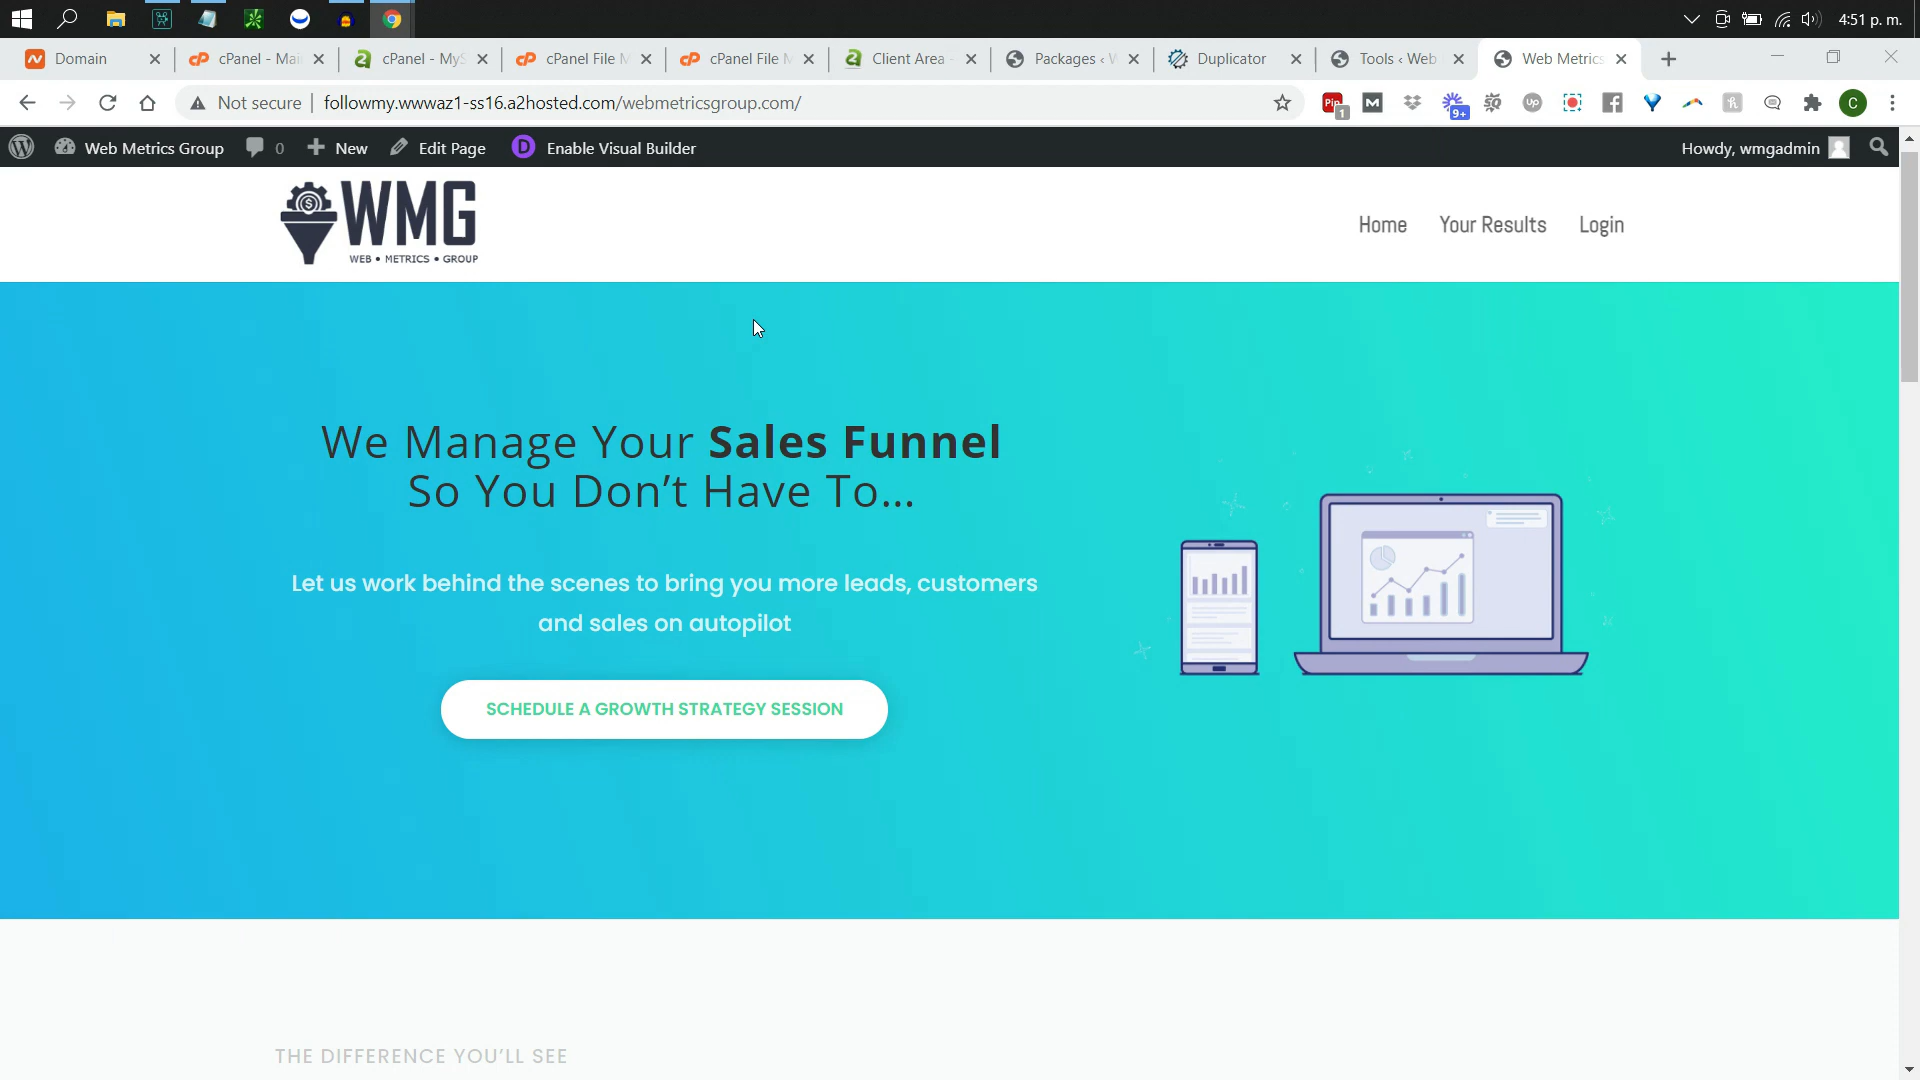 4:51 p. m.
Domain
cPanel - Mai
cPanel - MyS
cPanel File M
cPanel File M
Client Area -
Packages ‹ W
Duplicator
Tools ‹ Web
Web Metrics
Not secure
followmy.wwwaz1-ss16.a2hosted.com/webmetricsgroup.com/
1
9+
C
Web Metrics Group
0
New
Edit Page
D
Enable Visual Builder
Howdy, wmgadmin
WMG
WEB • METRICS • GROUP
Home
Your Results
Login
We Manage Your Sales Funnel
So You Don’t Have To...
Let us work behind the scenes to bring you more leads, customers
and sales on autopilot
SCHEDULE A GROWTH STRATEGY SESSION
THE DIFFERENCE YOU’LL SEE